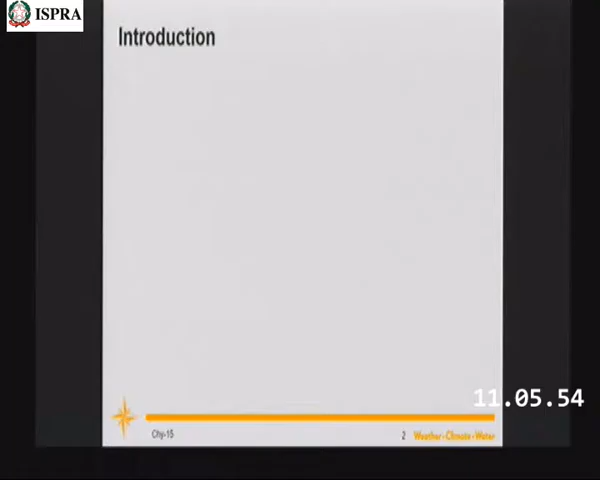 ISPRA
Introduction
11.05.54
Chy-15
2 Weather • Climate • Water